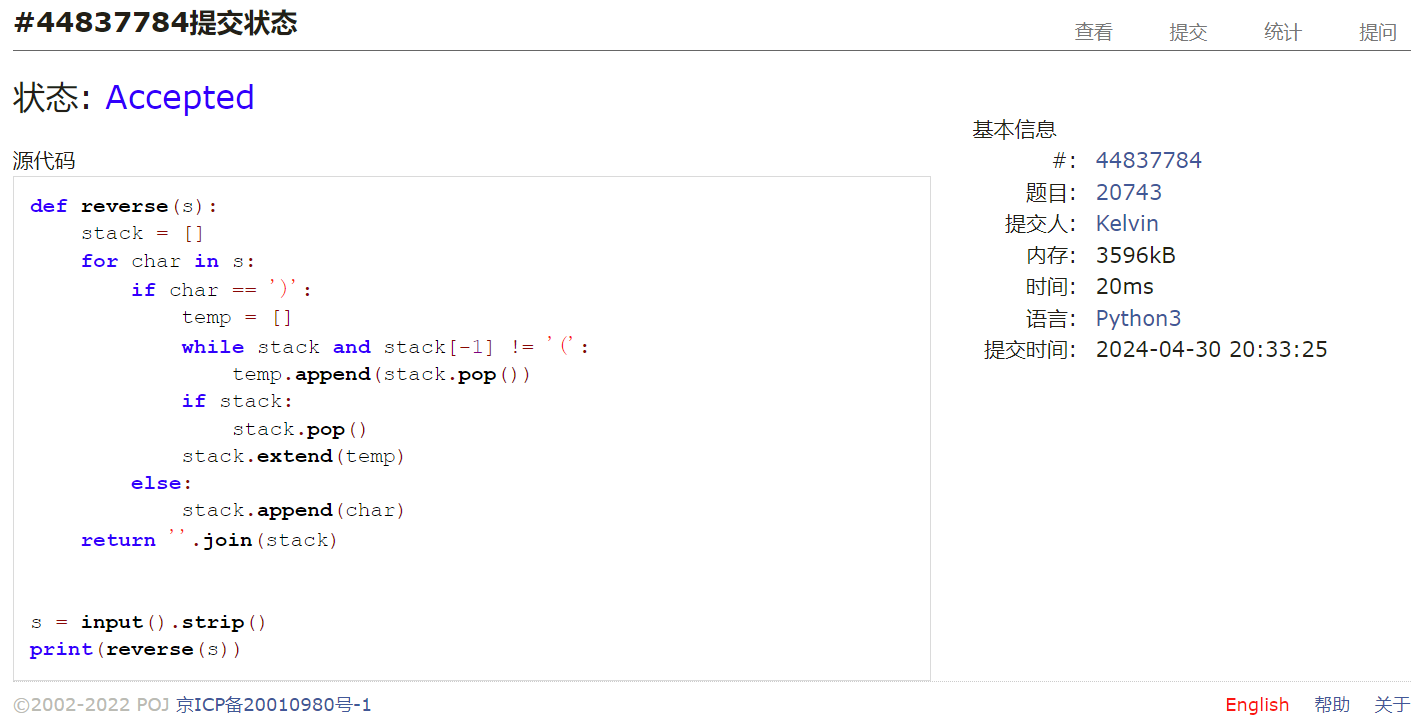 #44837784提交状态
查看 提交 统计 提问
状态: Accepted
源代码
def reverse(s):
    stack = []
    for char in s:
        if char == ')':
            temp = []
            while stack and stack[-1] != '(':
                temp.append(stack.pop())
            if stack:
                stack.pop()
            stack.extend(temp)
        else:
            stack.append(char)
    return ''.join(stack)
s = input().strip()
print(reverse(s))
基本信息
#: 44837784
题目: 20743
提交人: Kelvin
内存: 3596kB
时间: 20ms
语言: Python3
提交时间: 2024-04-30 20:33:25
©2002-2022 POJ 京ICP备20010980号-1
English 帮助 关于